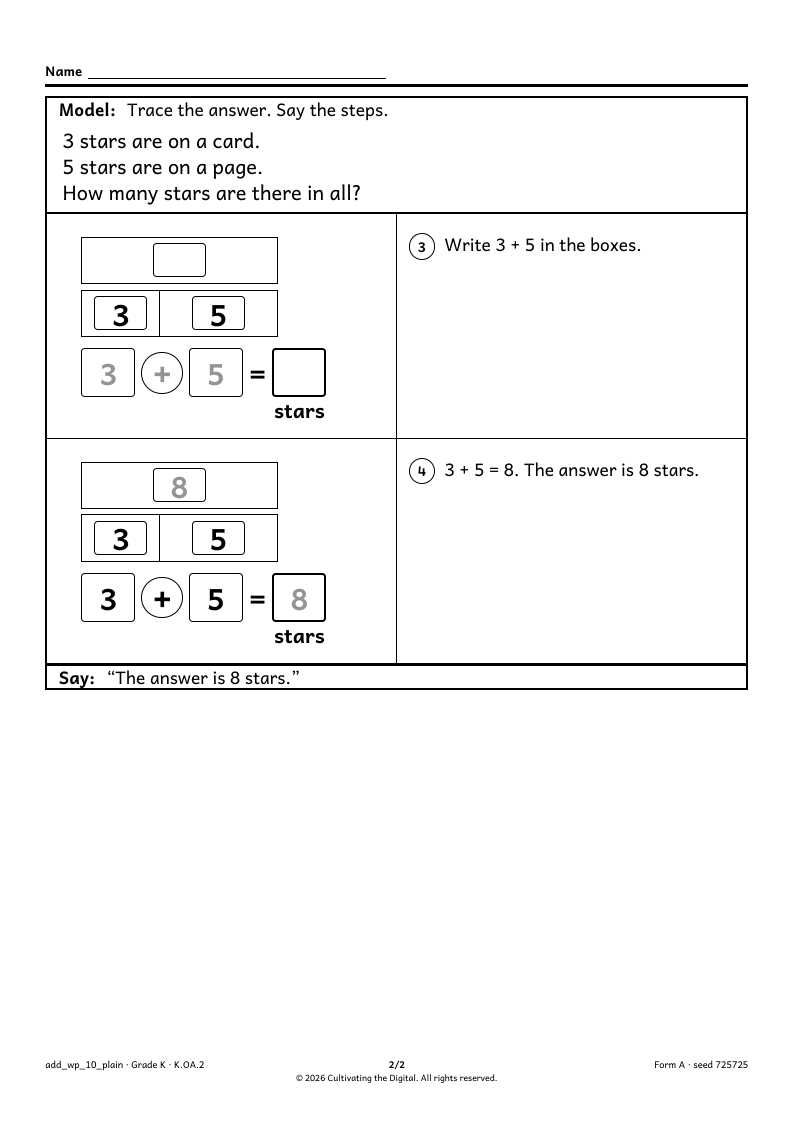 Name
Model: Trace the answer. Say the steps.
3 stars are on a card.
5 stars are on a page.
How many stars are there in all?
3 5
3 + 5 =
stars
3 Write 3 + 5 in the boxes.
8
3 5
3 + 5 = 8
stars
4 3 + 5 = 8. The answer is 8 stars.
Say: “The answer is 8 stars.”
add_wp_10_plain · Grade K · K.OA.2 2/2 Form A · seed 725725
© 2026 Cultivating the Digital. All rights reserved.